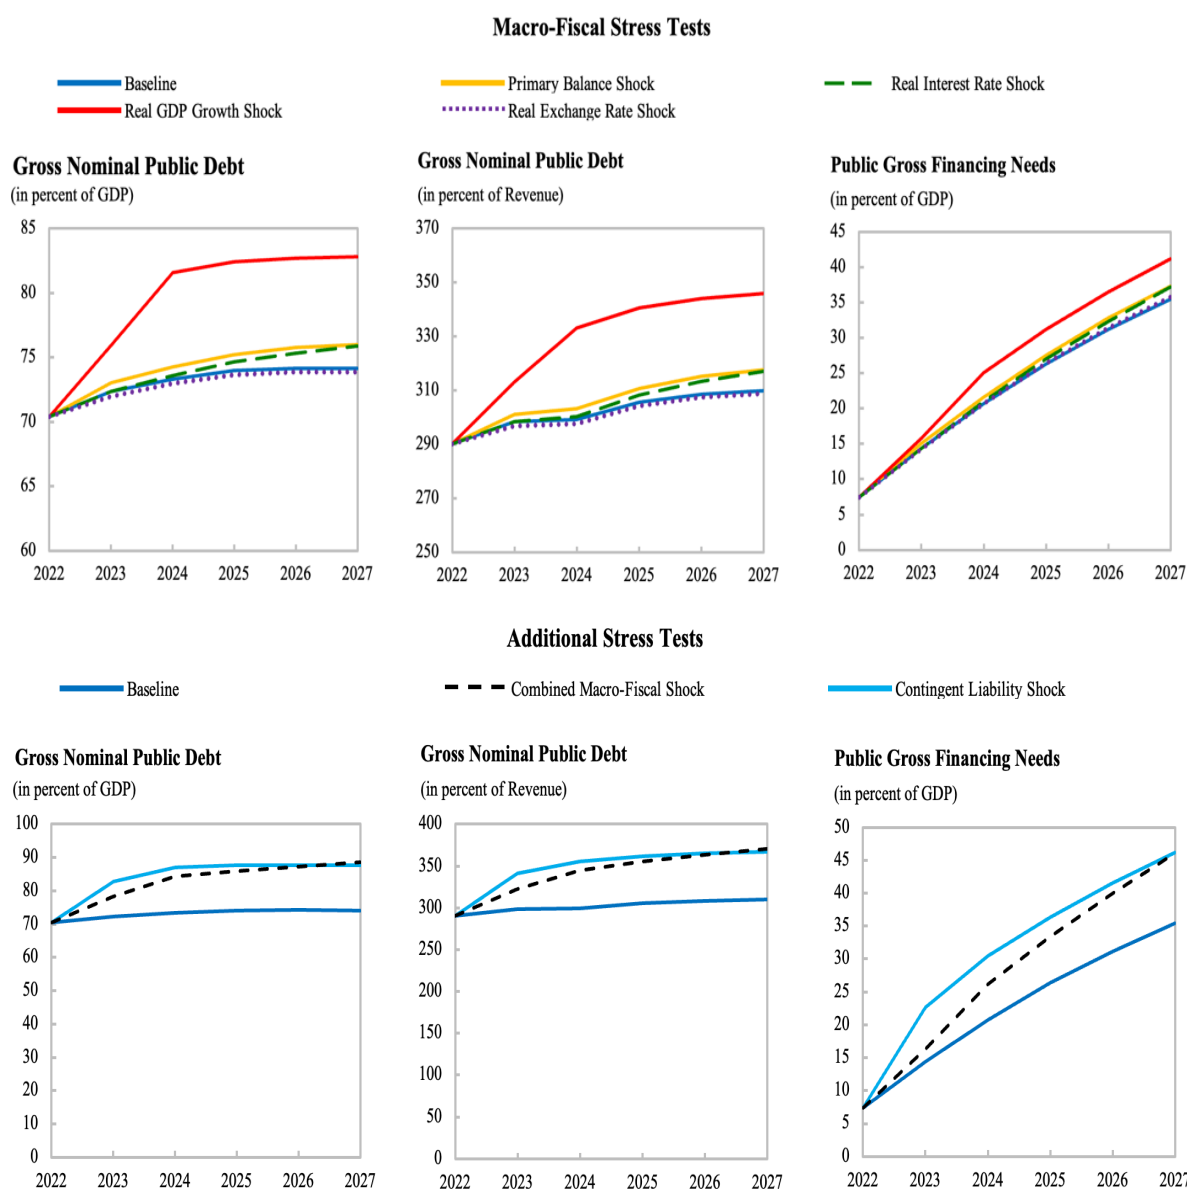 Macro-Fiscal Stress Tests
Baseline
Primary Balance Shock
Real Interest Rate Shock
Real GDP Growth Shock
Real Exchange Rate Shock
Gross Nominal Public Debt
(in percent of GDP)
85
80
75
70
65
60
2022 2023 2024 2025 2026 2027
Gross Nominal Public Debt
(in percent of Revenue)
370
350
330
310
290
270
250
2022 2023 2024 2025 2026 2027
Public Gross Financing Needs
(in percent of GDP)
45
40
35
30
25
20
15
10
5
0
2022 2023 2024 2025 2026 2027
Additional Stress Tests
Baseline
Combined Macro-Fiscal Shock
Contingent Liability Shock
Gross Nominal Public Debt
(in percent of GDP)
100
90
80
70
60
50
40
30
20
10
0
2022 2023 2024 2025 2026 2027
Gross Nominal Public Debt
(in percent of Revenue)
400
350
300
250
200
150
100
50
0
2022 2023 2024 2025 2026 2027
Public Gross Financing Needs
(in percent of GDP)
50
45
40
35
30
25
20
15
10
5
0
2022 2023 2024 2025 2026 2027